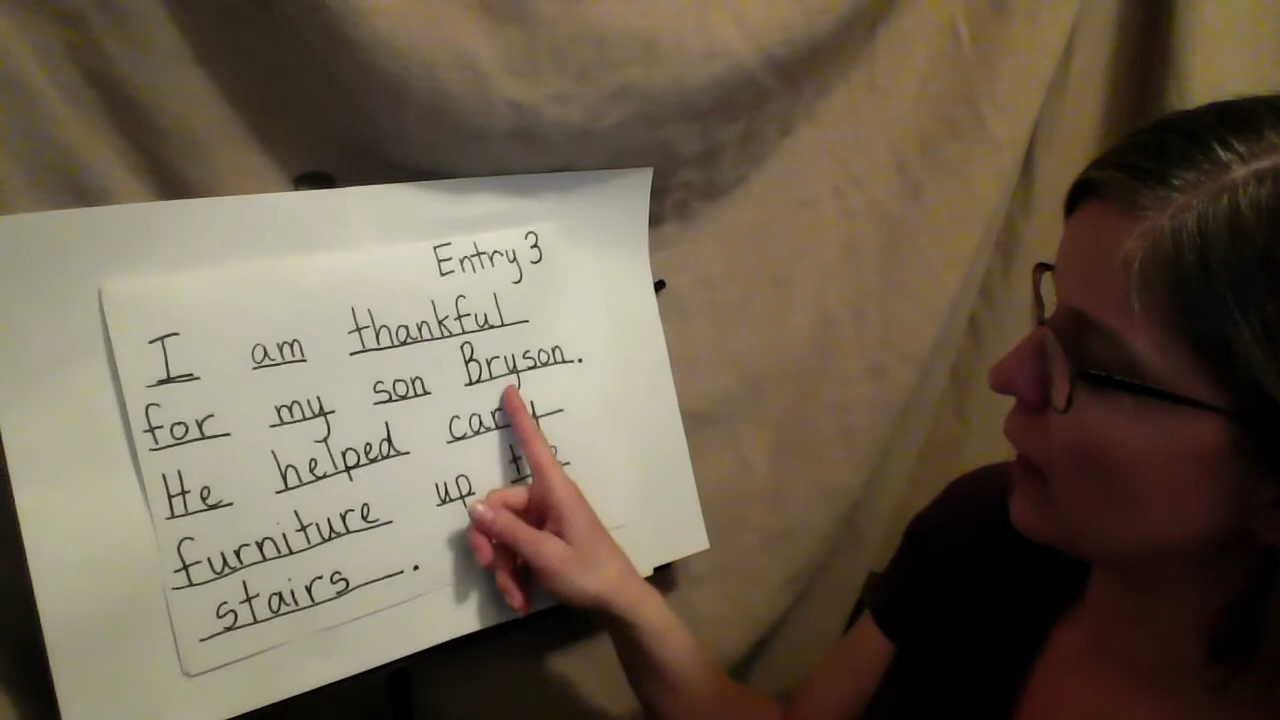 Entry 3
I am thankful
for my son Bryson.
He helped
furniture up
stairs.